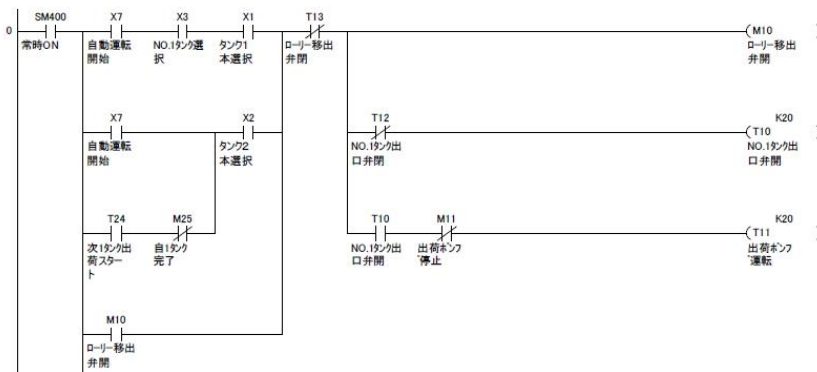 SM400 X7 X3 X1 T13
0
(M10
常時ON 自動運転 NO.1タンク選 タンク1 ローリー移出 ローリー移出
開始 択 本選択 弁閉 弁開
X7 X2 T12 K20
(T10
自動運転 タンク2 NO.1タンク出 NO.1タンク出
開始 本選択 口弁閉 口弁開
T24 M25 T10 M11 K20
(T11
次1タンク出 自1タンク NO.1タンク出 出荷ポンプ 出荷ポンプ
荷スター 完了 口弁開 停止 運転
ト
M10
ローリー移出
弁開